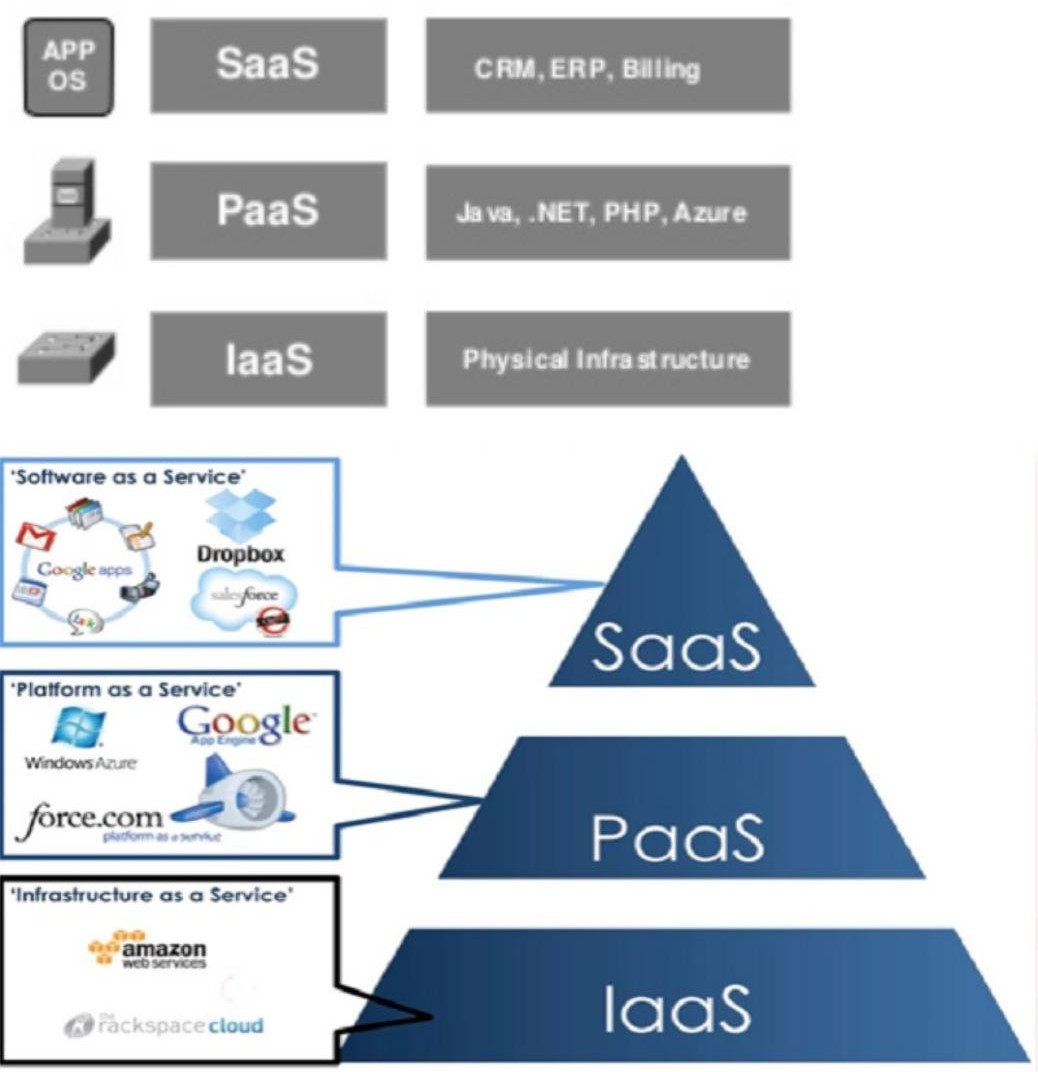 APP
OS
SaaS
CRM, ERP, Billing
PaaS
Java, .NET, PHP, Azure
IaaS
Physical Infrastructure
'Software as a Service'
Google apps
Dropbox
salesforce
SaaS
'Platform as a Service'
Windows Azure
Google
App Engine
force.com
platform as a service
PaaS
'Infrastructure as a Service'
amazon
web services
the
rackspacecloud
IaaS